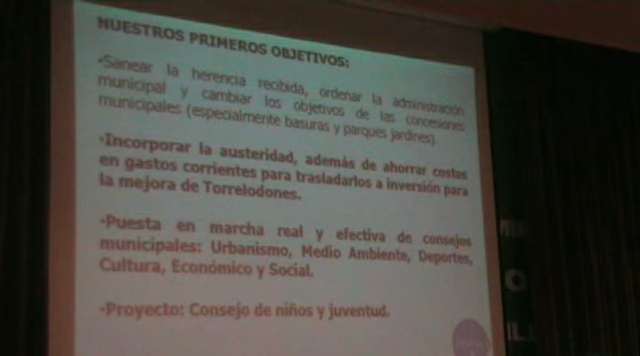 NUESTROS PRIMEROS OBJETIVOS:
•Sanear la herencia recibida, ordenar la administración
municipal y cambiar los objetivos de las concesiones
municipales (especialmente basuras y parques jardines).
•Incorporar la austeridad, además de ahorrar costes
en gastos corrientes para trasladarlos a inversión para
la mejora de Torrelodones.
•Puesta en marcha real y efectiva de consejos
municipales: Urbanismo, Medio Ambiente, Deportes,
Cultura, Económico y Social.
•Proyecto: Consejo de niños y juventud.